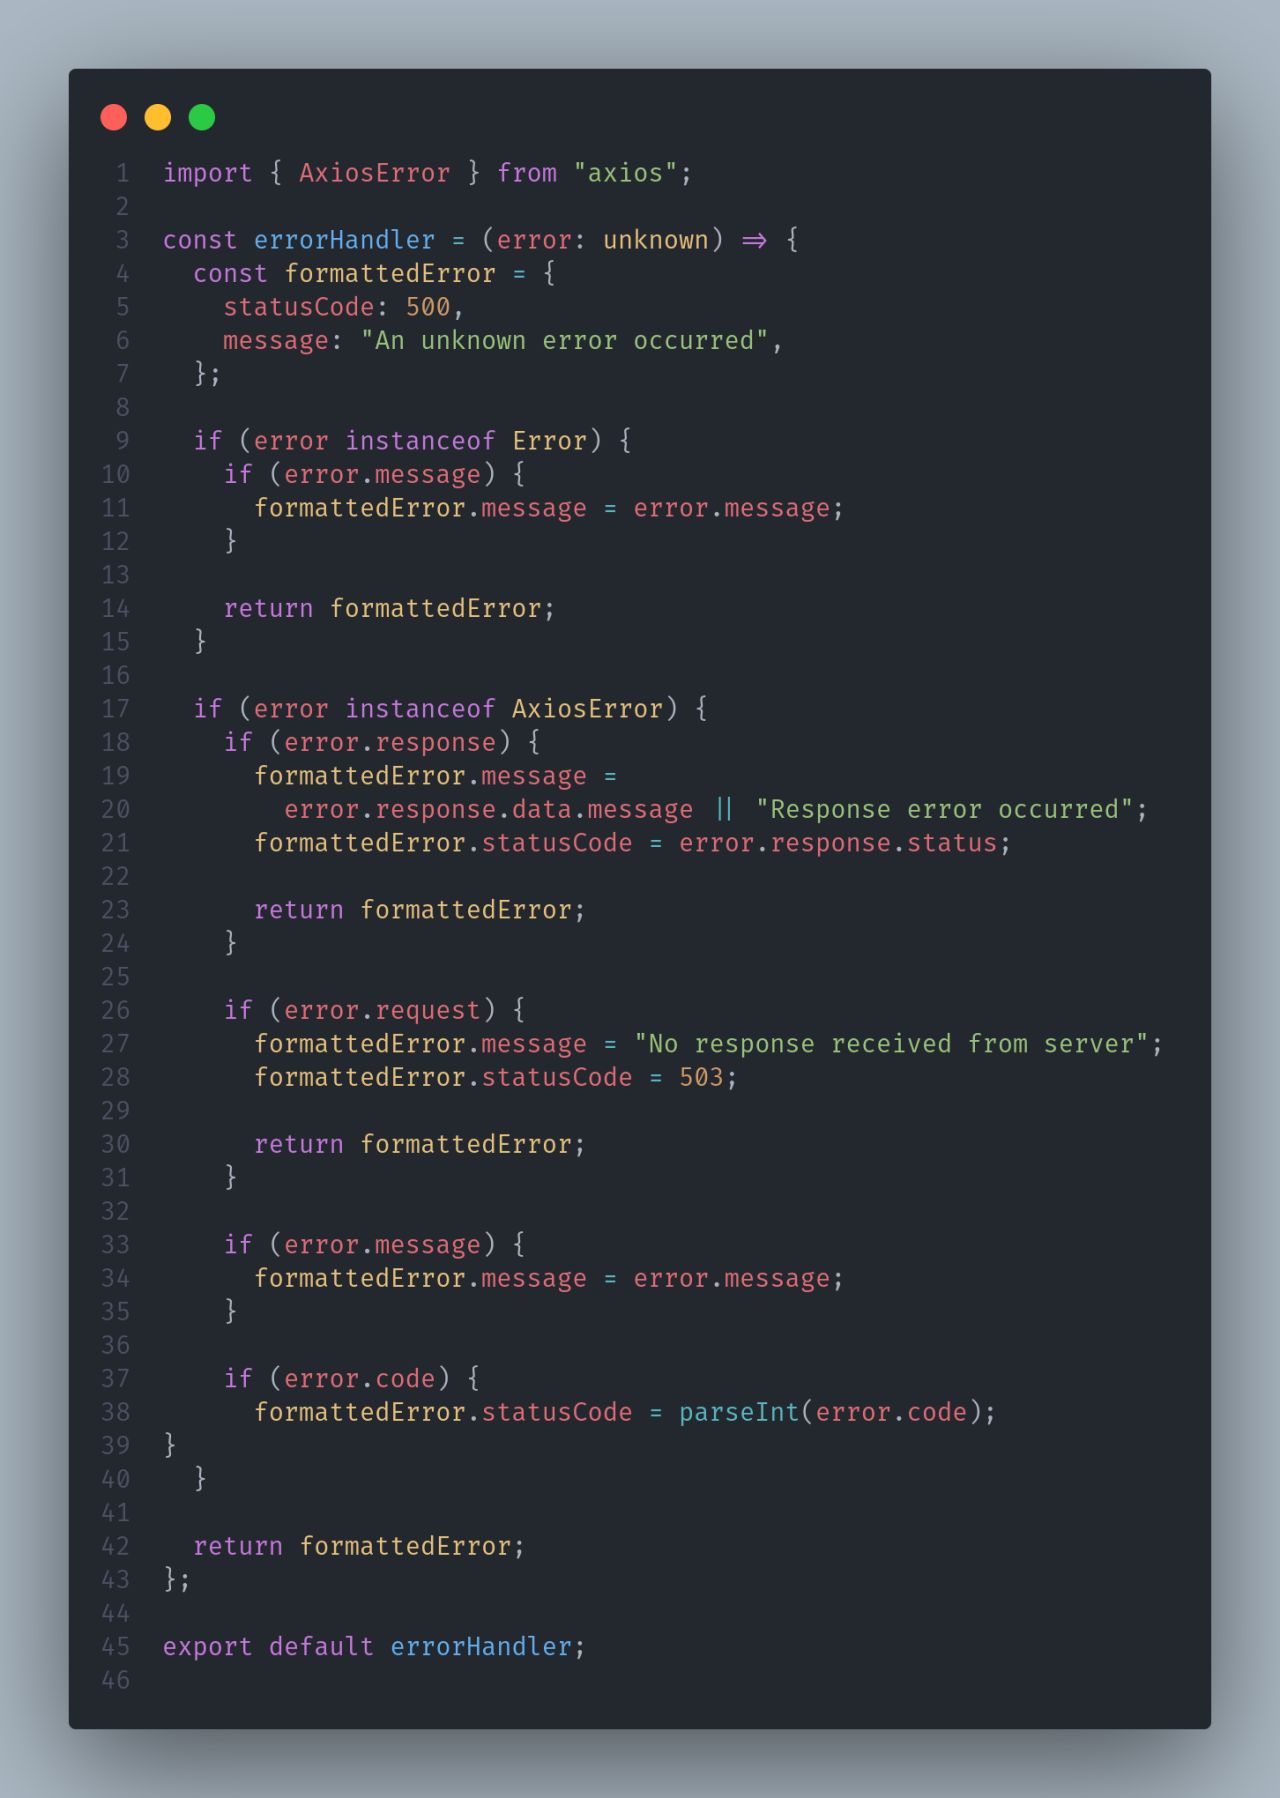 1 import { AxiosError } from "axios";
2
3 const errorHandler = (error: unknown) => {
4   const formattedError = {
5     statusCode: 500,
6     message: "An unknown error occurred",
7   };
8
9   if (error instanceof Error) {
10     if (error.message) {
11       formattedError.message = error.message;
12     }
13
14     return formattedError;
15   }
16
17   if (error instanceof AxiosError) {
18     if (error.response) {
19       formattedError.message =
20         error.response.data.message || "Response error occurred";
21       formattedError.statusCode = error.response.status;
22
23       return formattedError;
24     }
25
26     if (error.request) {
27       formattedError.message = "No response received from server";
28       formattedError.statusCode = 503;
29
30       return formattedError;
31     }
32
33     if (error.message) {
34       formattedError.message = error.message;
35     }
36
37     if (error.code) {
38       formattedError.statusCode = parseInt(error.code);
39 }
40   }
41
42   return formattedError;
43 };
44
45 export default errorHandler;
46